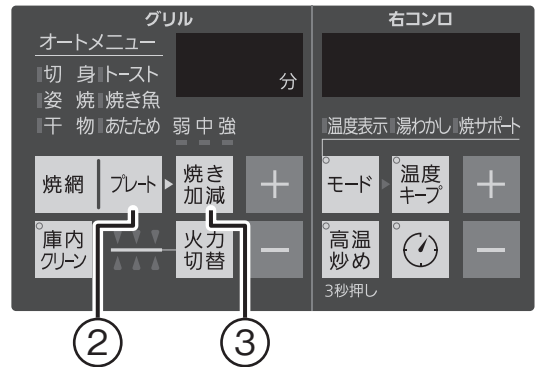 グリル
オートメニュー
切 身 トースト
姿 焼 焼き魚
干 物 あたため
分
弱 中 強
焼網 プレート
焼き
加減
+
庫内
クリーン
火力
切替
−
② ③
右コンロ
温度表示 湯わかし 焼サポート
モード
温度
キープ
+
高温
炒め
−
3秒押し